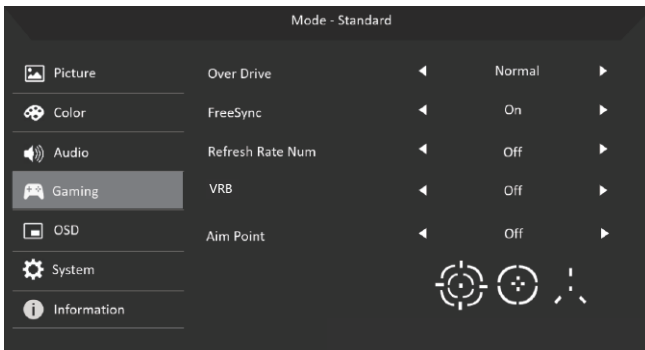 Mode - Standard
Picture
Over Drive Normal
Color
FreeSync On
Audio
Refresh Rate Num Off
Gaming
VRB Off
OSD
Aim Point Off
System
Information